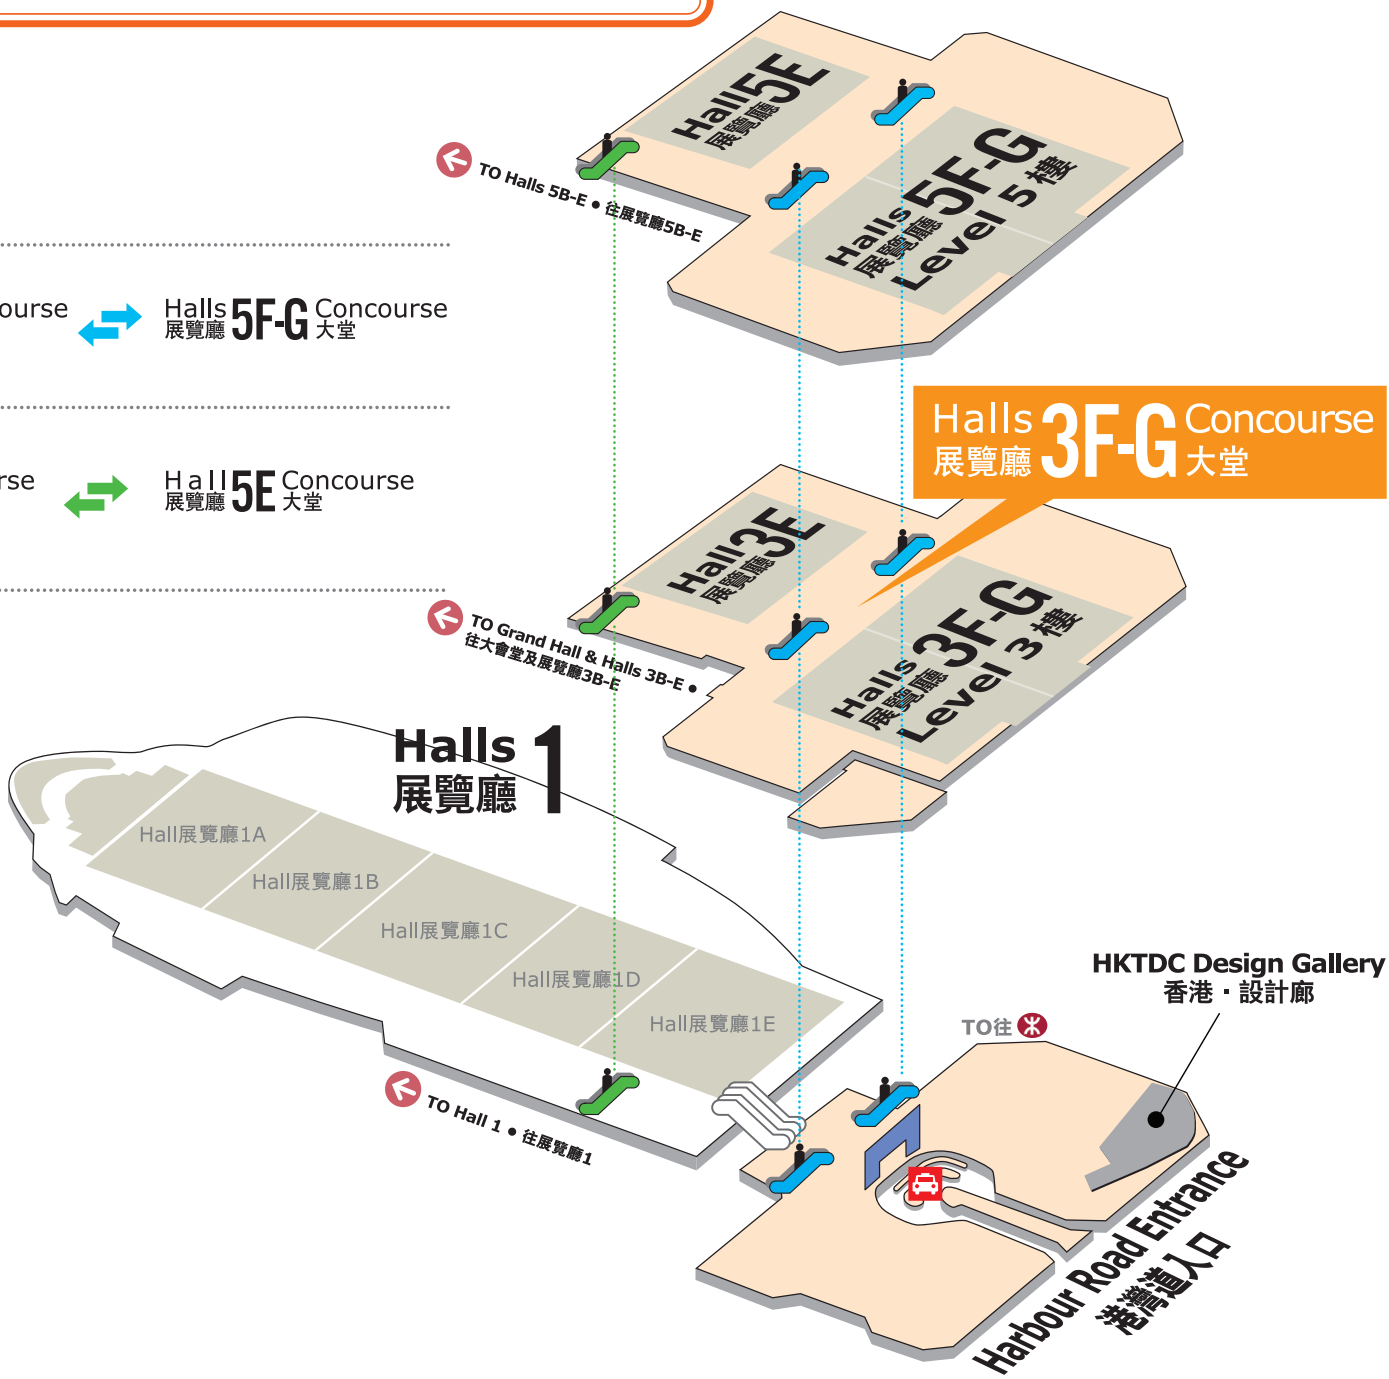 Hall 5E
展覽廳
TO Halls 5B-E ● 往展覽廳5B-E
Halls 5F-G
展覽廳
Level 5 樓
course
Halls 5F-G Concourse
展覽廳 大堂
Halls 3F-G Concourse
展覽廳 大堂
rse
Hall 5E Concourse
展覽廳 大堂
Hall 3E
展覽廳
TO Grand Hall & Halls 3B-E ●
往大會堂及展覽廳3B-E
Halls 3F-G
展覽廳
Level 3 樓
Halls 1
展覽廳
Hall展覽廳1A
Hall展覽廳1B
Hall展覽廳1C
Hall展覽廳1D
Hall展覽廳1E
HKTDC Design Gallery
香港・設計廊
TO往
TO Hall 1 ● 往展覽廳1
Harbour Road Entrance
港灣道入口